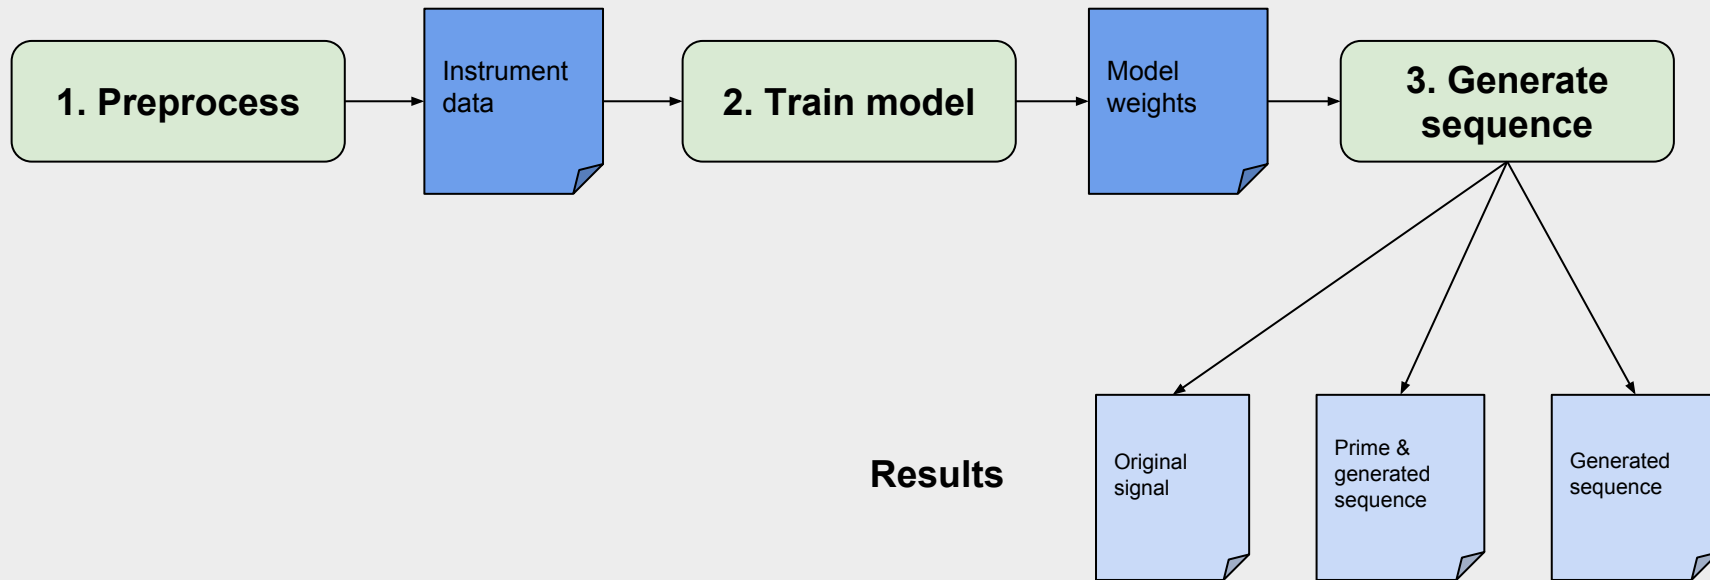 1. Preprocess
Instrument
data
2. Train model
Model
weights
3. Generate
sequence
Results
Original
signal
Prime &
generated
sequence
Generated
sequence